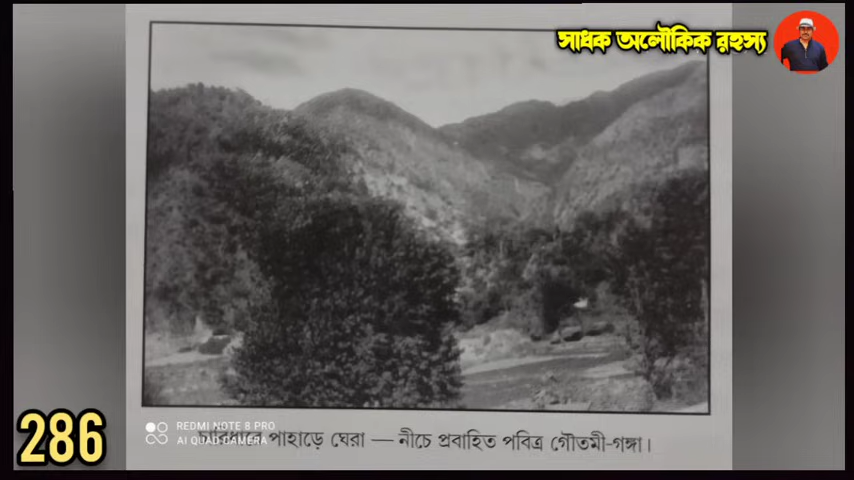 সাধক অলৌকিক রহস্য
286
REDMI NOTE 8 PRO
AI QUAD CAMERA
চারিধারে পাহাড়ে ঘেরা — নীচে প্রবাহিত পবিত্র গৌতমী-গঙ্গা।